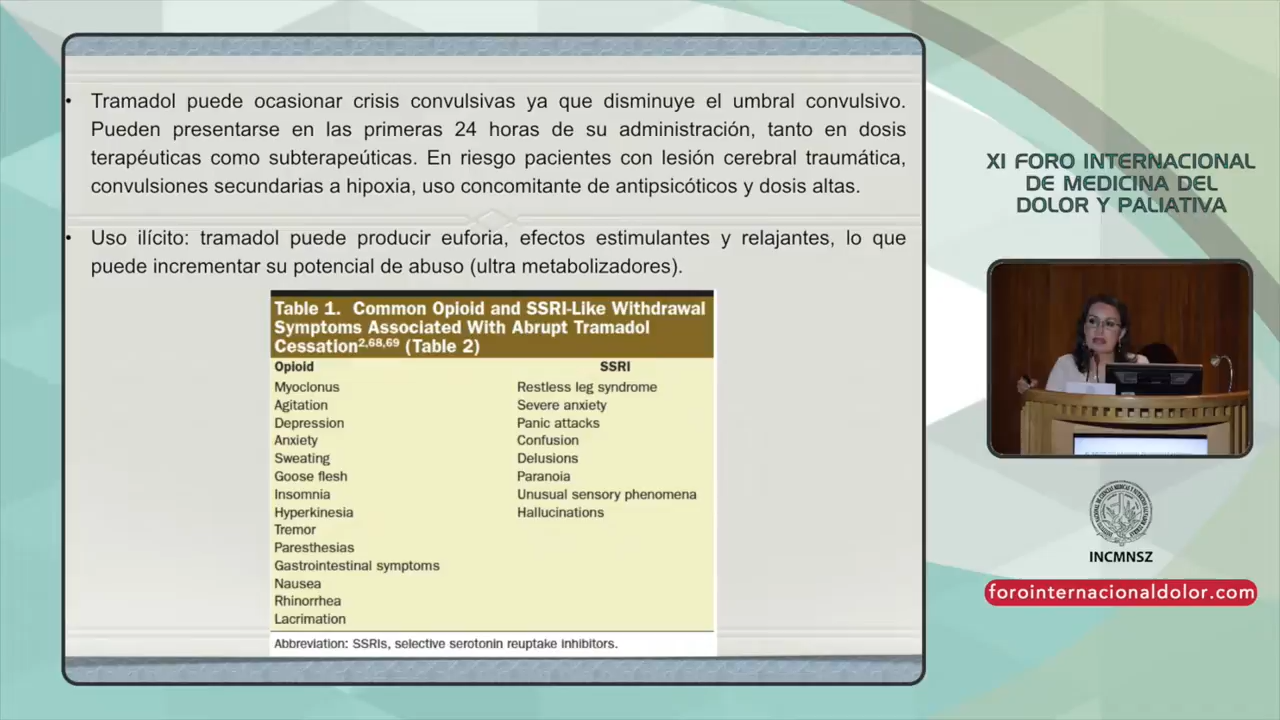 • Tramadol puede ocasionar crisis convulsivas ya que disminuye el umbral convulsivo.
Pueden presentarse en las primeras 24 horas de su administración, tanto en dosis
terapéuticas como subterapeúticas. En riesgo pacientes con lesión cerebral traumática,
convulsiones secundarias a hipoxia, uso concomitante de antipsicóticos y dosis altas.
• Uso ilícito: tramadol puede producir euforia, efectos estimulantes y relajantes, lo que
puede incrementar su potencial de abuso (ultra metabolizadores).
Table 1. Common Opioid and SSRI-Like Withdrawal
Symptoms Associated With Abrupt Tramadol
Cessation2,68,69 (Table 2)
Opioid SSRI
Myoclonus Restless leg syndrome
Agitation Severe anxiety
Depression Panic attacks
Anxiety Confusion
Sweating Delusions
Goose flesh Paranoia
Insomnia Unusual sensory phenomena
Hyperkinesia Hallucinations
Tremor
Paresthesias
Gastrointestinal symptoms
Nausea
Rhinorrhea
Lacrimation
Abbreviation: SSRIs, selective serotonin reuptake inhibitors.
XI FORO INTERNACIONAL
DE MEDICINA DEL
DOLOR Y PALIATIVA
INCMNSZ
forointernacionaldolor.com